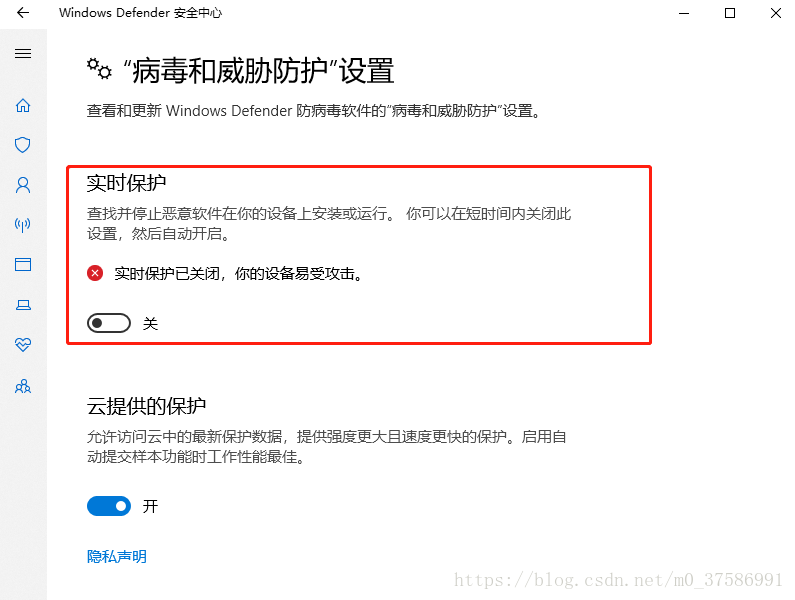 Windows Defender 安全中心
“病毒和威胁防护”设置
查看和更新 Windows Defender 防病毒软件的“病毒和威胁防护”设置。
实时保护
查找并停止恶意软件在你的设备上安装或运行。 你可以在短时间内关闭此
设置，然后自动开启。
实时保护已关闭，你的设备易受攻击。
关
云提供的保护
允许访问云中的最新保护数据，提供强度更大且速度更快的保护。启用自
动提交样本功能时工作性能最佳。
开
隐私声明
https://blog.csdn.net/m0_37586991